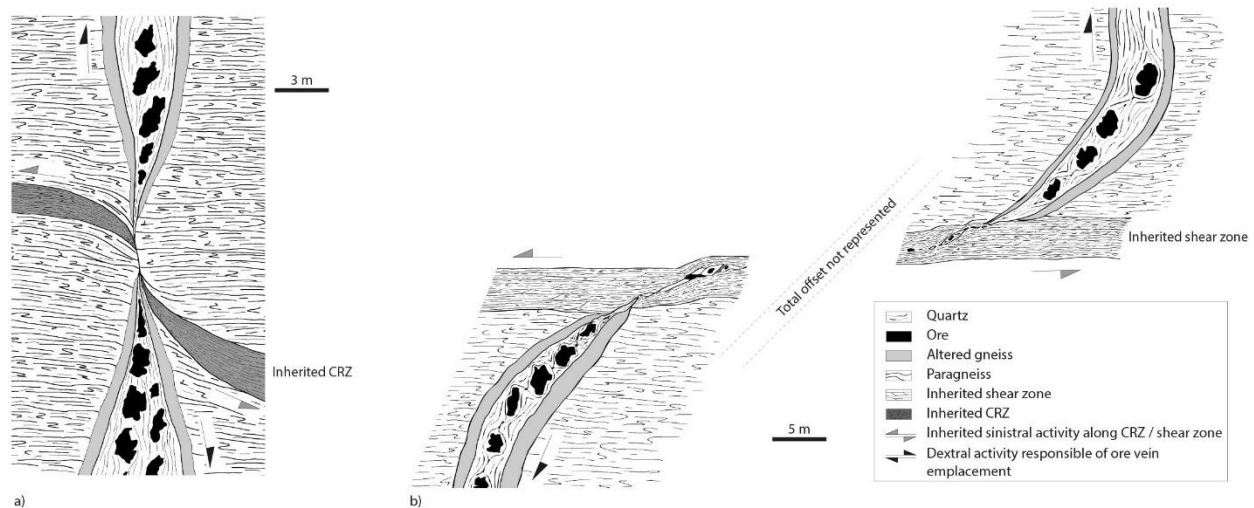 3 m
Inherited CRZ
a)
Total offset not represented
Inherited shear zone
5 m
b)
Quartz
Ore
Altered gneiss
Paragneiss
Inherited shear zone
Inherited CRZ
Inherited sinistral activity along CRZ / shear zone
Dextral activity responsible of ore vein
emplacement